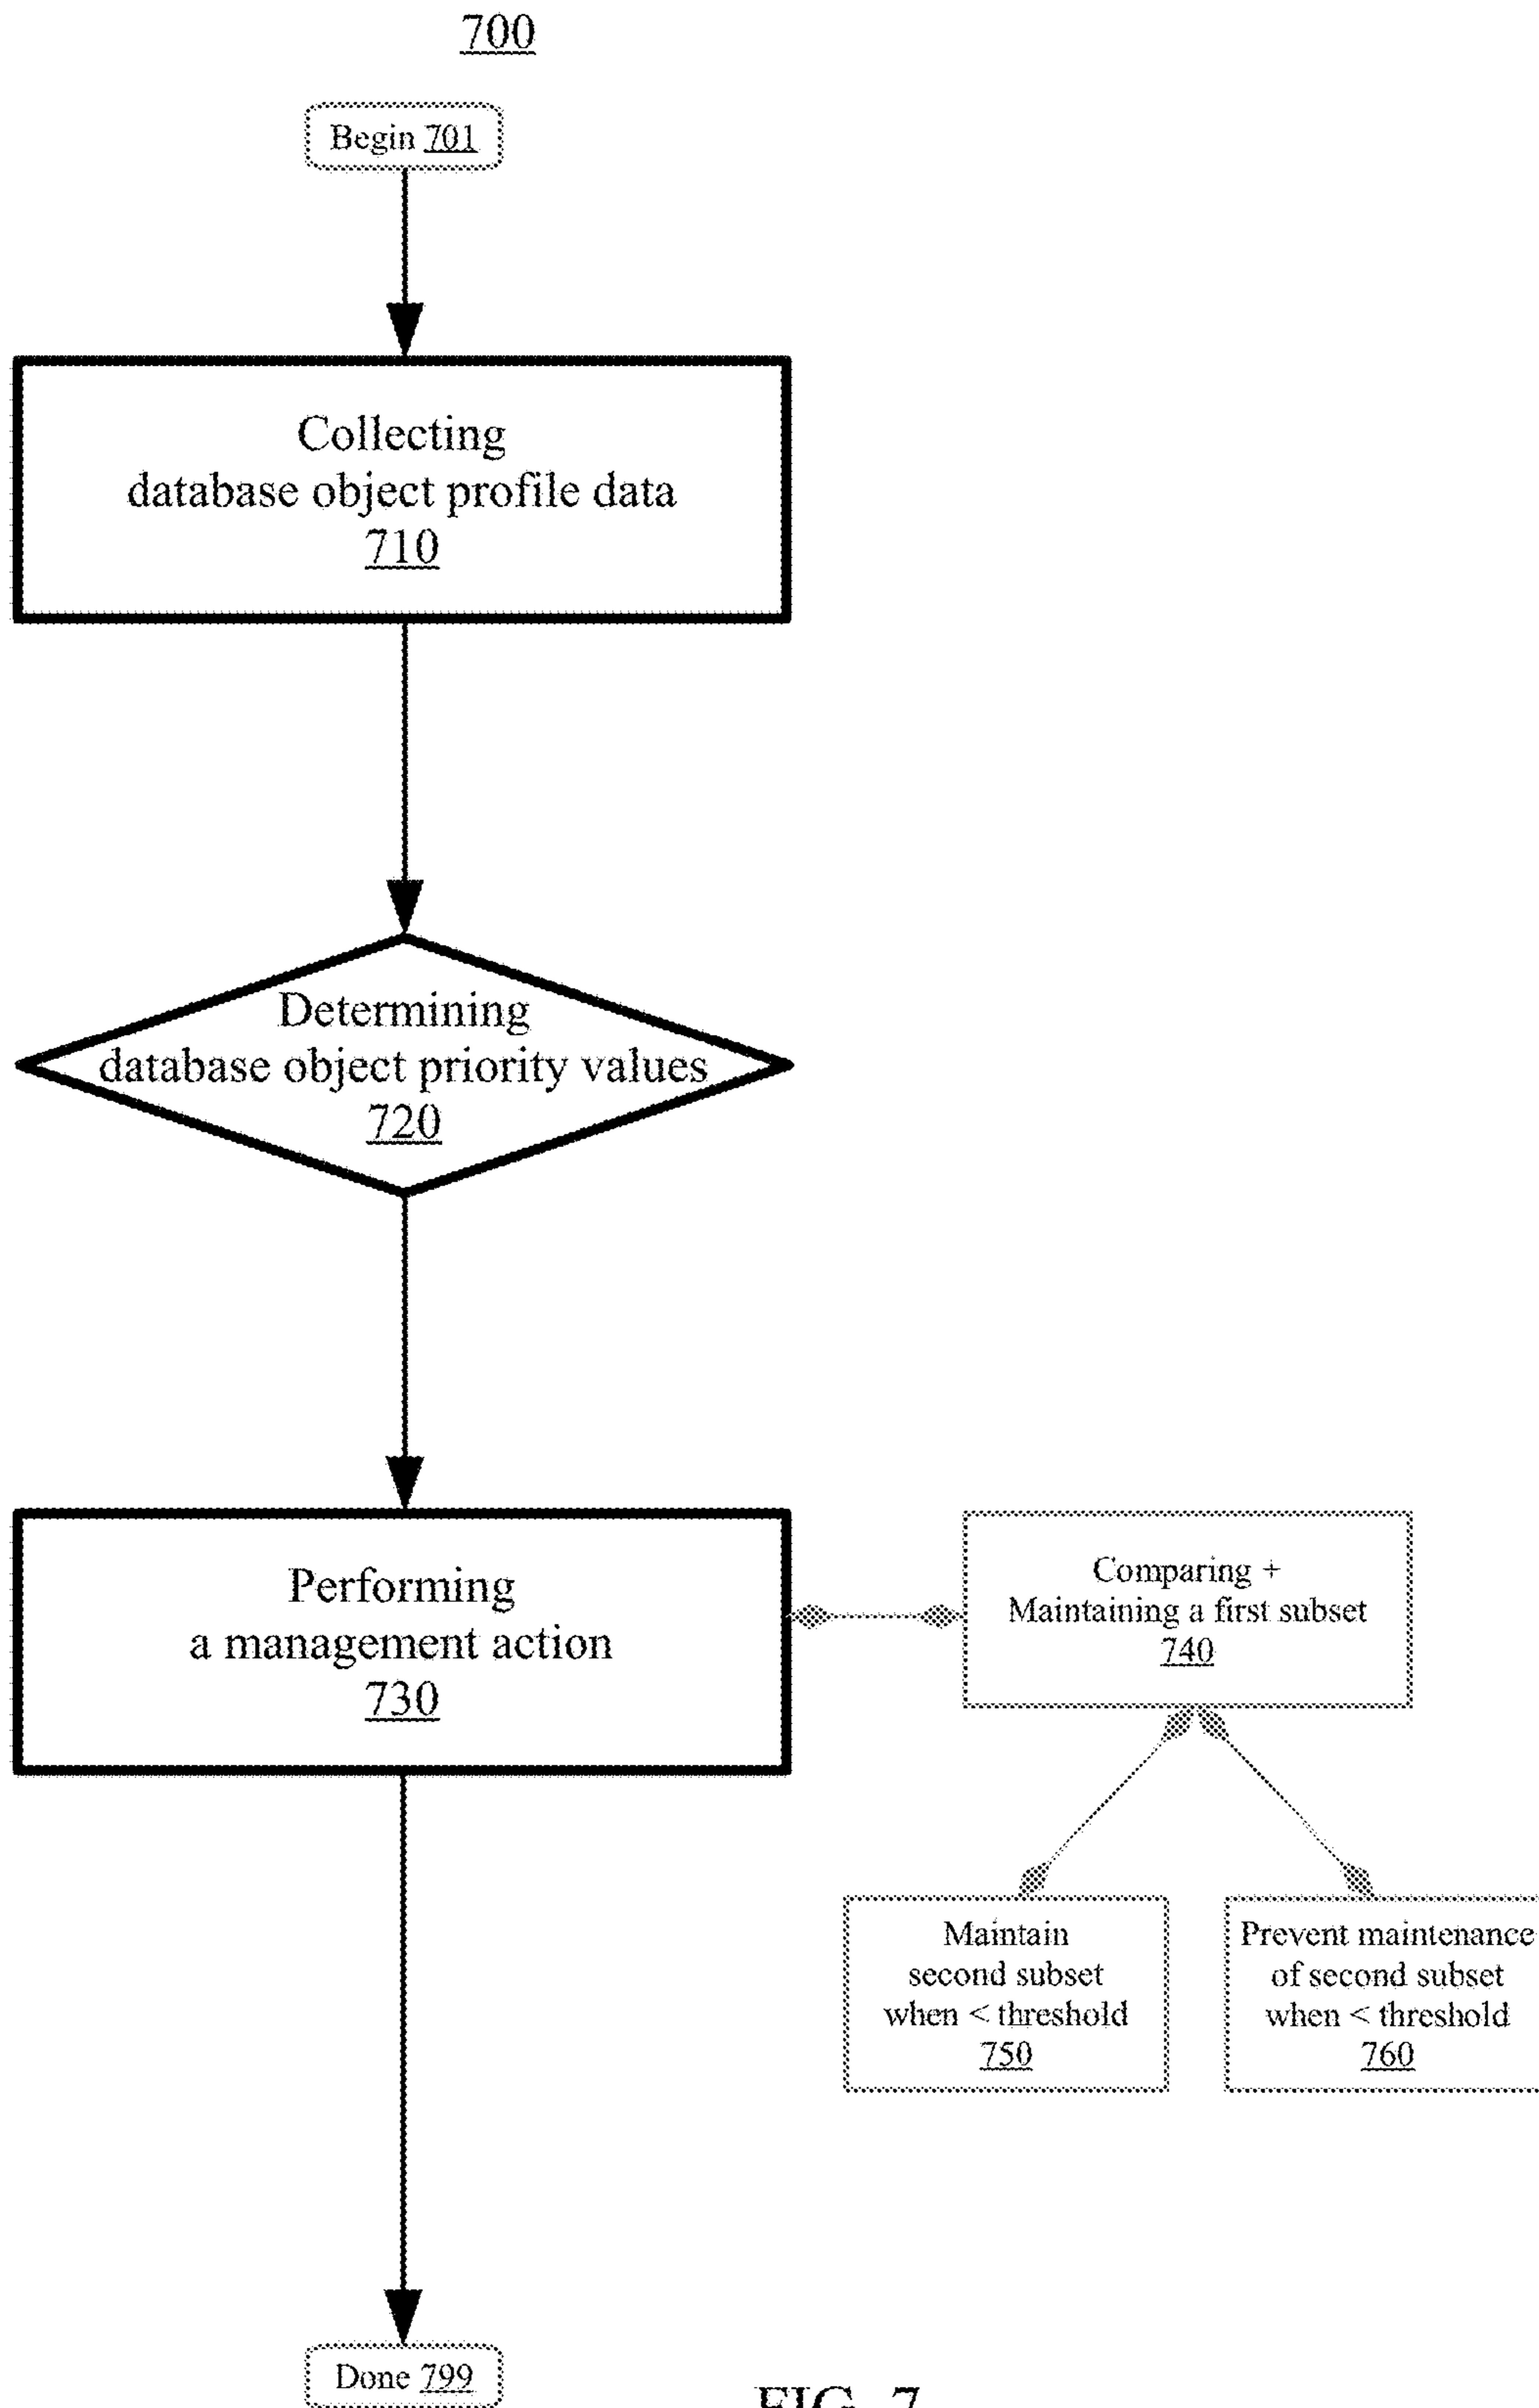 700
Begin 701
Collecting
database object profile data
710
Determining
database object priority values
720
Performing
a management action
730
Comparing +
Maintaining a first subset
740
Maintain
second subset
when < threshold
750
Prevent maintenance
of second subset
when < threshold
760
Done 799
FIG. 7